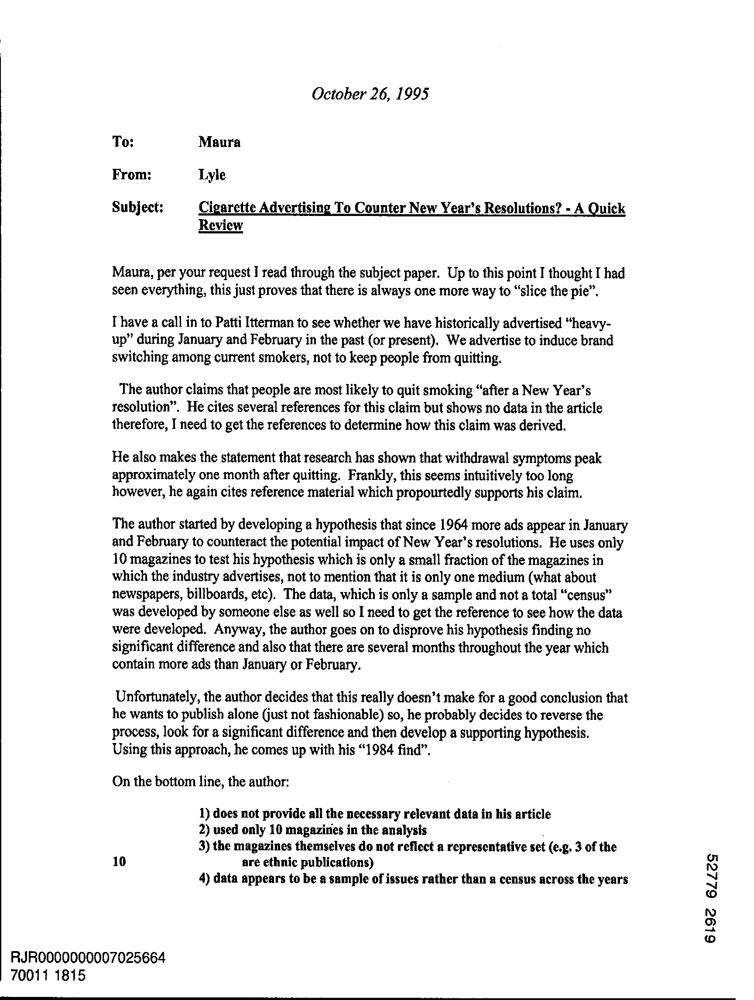 October 26, 1995
To: Maura
From: Lyle
Subject: Cigarette Advertising To Counter New Year's Resolutions? - A Quick
Review
Maura, per your request I read through the subject paper. Up to this point I thought I had
seen everything, this just proves that there is always one more way to "slice the pie".
I have a call in to Patti Itterman to see whether we have historically advertised "heavy-
up" during January and February in the past (or present). We advertise to induce brand
switching among current smokers, not to keep people from quitting.
The author claims that people are most likely to quit smoking "after a New Year's
resolution". He cites several references for this claim but shows no data in the article
therefore, I need to get the references to determine how this claim was derived.
He also makes the statement that research has shown that withdrawal symptoms peak
approximately one month after quitting. Frankly, this seems intuitively too long
however, he again cites reference material which propourtedly supports his claim.
The author started by developing a hypothesis that since 1964 more ads appear in January
and February to counteract the potential impact of New Year's resolutions. He uses only
10 magazines to test his hypothesis which is only a small fraction of the magazines in
which the industry advertises, not to mention that it is only one medium (what about
newspapers, billboards, etc). The data, which is only a sample and not a total "census"
was developed by someone else as well so I need to get the reference to see how the data
were developed. Anyway, the author goes on to disprove his hypothesis finding no
significant difference and also that there are several months throughout the year which
contain more ads than January or February.
Unfortunately, the author decides that this really doesn't make for a good conclusion that
he wants to publish alone (just not fashionable) so, he probably decides to reverse the
process, look for a significant difference and then develop a supporting hypothesis.
Using this approach, he comes up with his "1984 find".
On the bottom line, the author:
1) does not provide all the necessary relevant data in his article
2) used only 10 magazines in the analysis
3) the magazines themselves do not reflect a representative set (e.g. 3 of the
10 are ethnic publications)
4) data appears to be a sample of issues rather than a census across the years
52779 2619
RJR0000000007025664
70011 1815